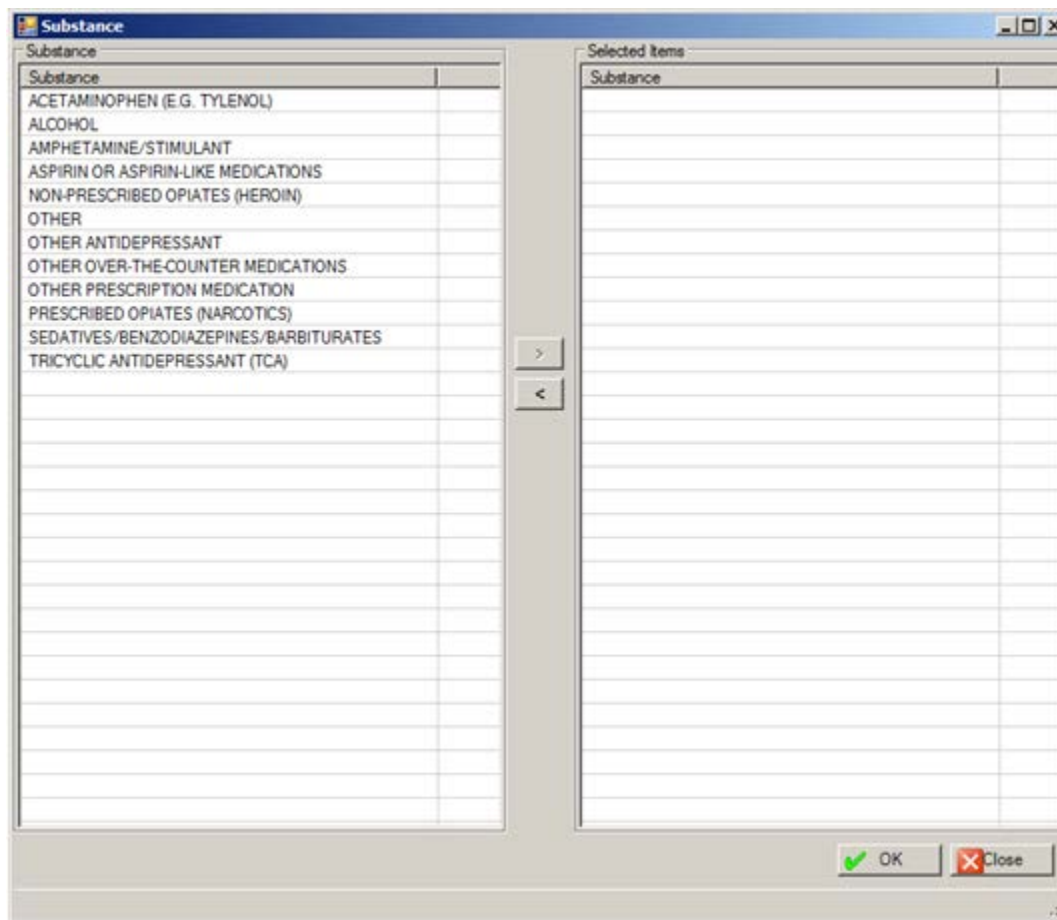 Substance
Substance
Selected Items
Substance
Substance
ACETAMINOPHEN (E.G. TYLENOL)
ALCOHOL
AMPHETAMINE/STIMULANT
ASPIRIN OR ASPIRIN-LIKE MEDICATIONS
NON-PRESCRIBED OPIATES (HEROIN)
OTHER
OTHER ANTIDEPRESSANT
OTHER OVER-THE-COUNTER MEDICATIONS
OTHER PRESCRIPTION MEDICATION
PRESCRIBED OPIATES (NARCOTICS)
SEDATIVES/BENZODIAZEPINES/BARBITURATES
TRICYCLIC ANTIDEPRESSANT (TCA)
>
<
OK
Close